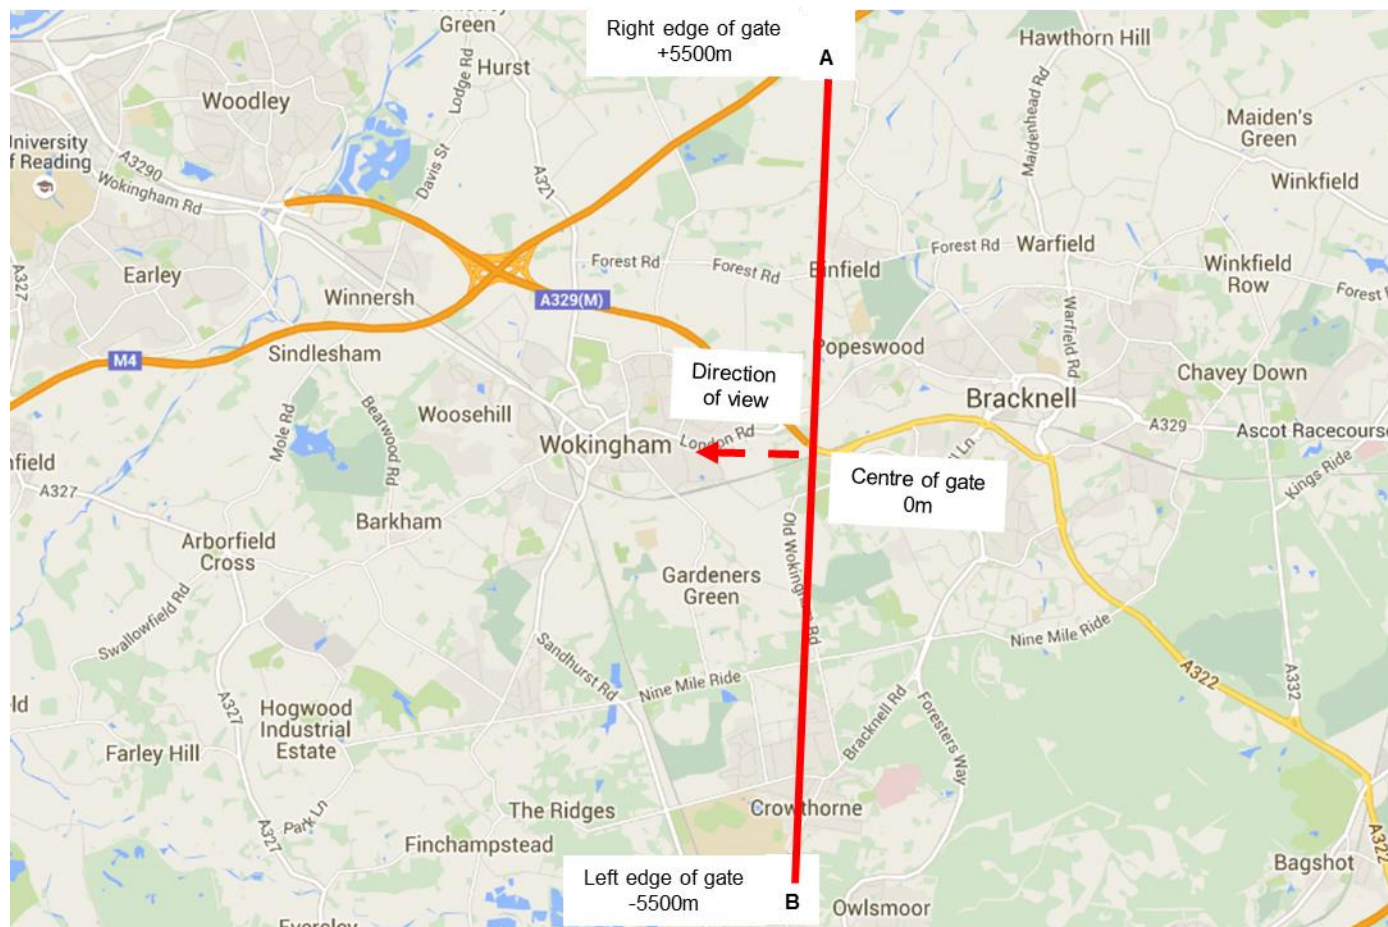 Green
Right edge of gate
+5500m
A
Hawthorn Hill
Hurst
Lodge Rd
Woodley
Maidenhead Rd
Maiden's
Green
University
of Reading
A3290
Wokingham Rd
Davis St
A321
Winkfield
Forest Rd
Forest Rd
Binfield
Forest Rd
Warfield
Winkfield
Row
Forest
A327
Earley
Winnersh
A329(M)
Warfield Rd
M4
Sindlesham
Popeswood
Direction
of view
Chavey Down
Bracknell
Mole Rd
Bearwood Rd
Woosehill
Wokingham
London Rd
A329
Ascot Racecourse
Kings Ride
nfield
A327
Centre of gate
0m
Barkham
Old Wokingham Rd
Arborfield
Cross
Gardeners
Green
Swallowfield Rd
Nine Mile Ride
Sandhurst Rd
Nine Mile Ride
A322
A332
ld
A327
Hogwood
Industrial
Estate
Bracknell Rd
Foresters Way
Farley Hill
The Ridges
Crowthorne
Park Ln
A327
Finchampstead
A322
Bagshot
Left edge of gate
-5500m
B
Owlsmoor
Eversley